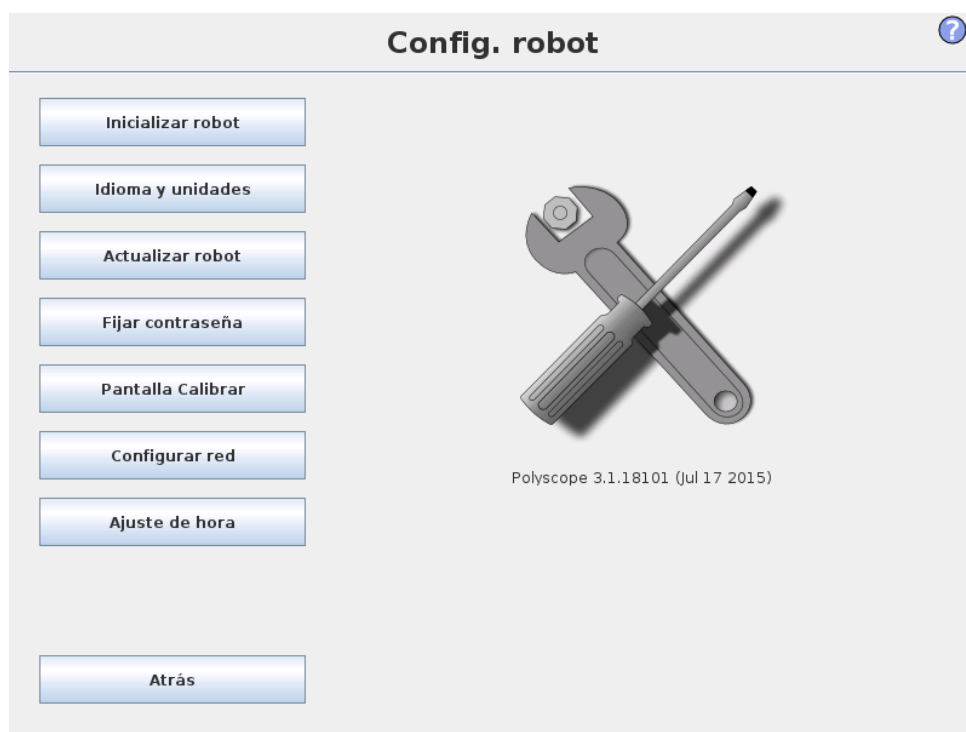 Config. robot
?
Inicializar robot
Idioma y unidades
Actualizar robot
Fijar contraseña
Pantalla Calibrar
Configurar red
Ajuste de hora
Polyscope 3.1.18101 (Jul 17 2015)
Atrás